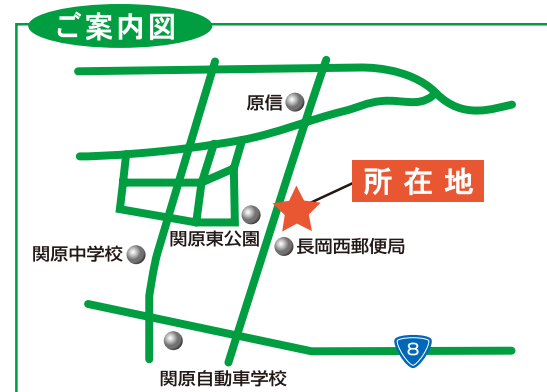 ご案内図
原信
所在地
関原東公園
長岡西郵便局
関原中学校
8
関原自動車学校